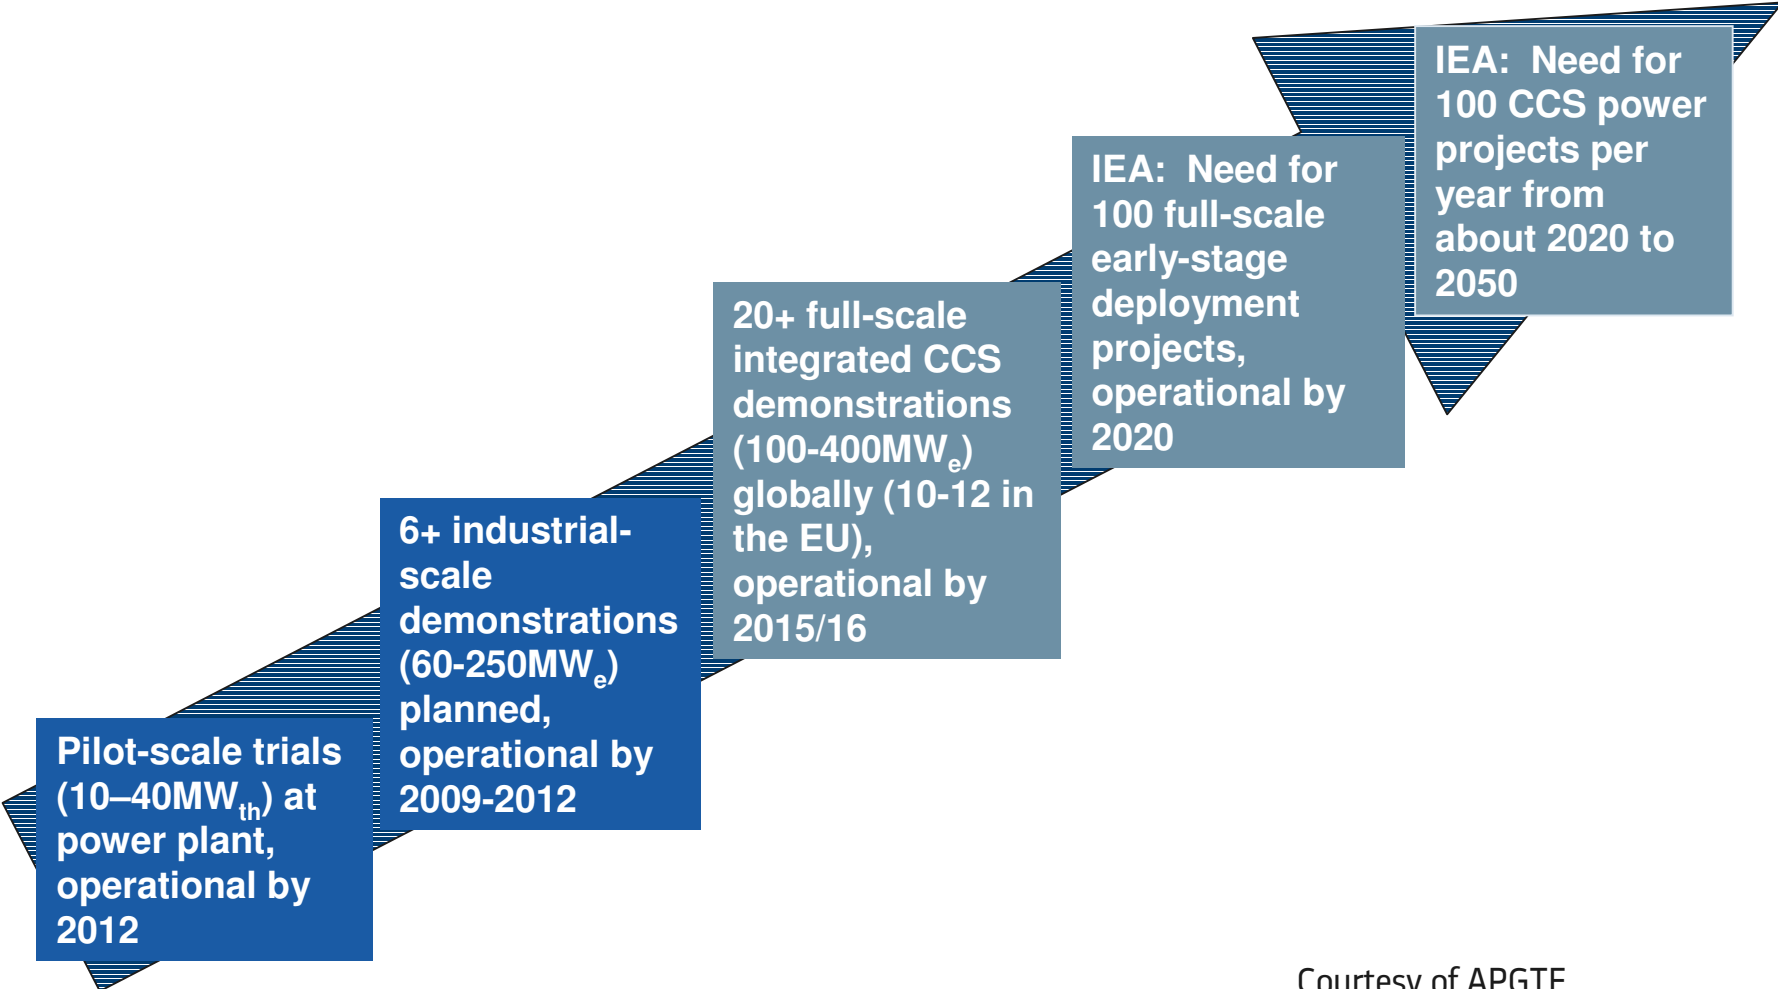 Pilot-scale trials
(10–40MWth) at
power plant,
operational by
2012
6+ industrial-
scale
demonstrations
(60-250MWe)
planned,
operational by
2009-2012
20+ full-scale
integrated CCS
demonstrations
(100-400MWe)
globally (10-12 in
the EU),
operational by
2015/16
IEA:  Need for
100 full-scale
early-stage
deployment
projects,
operational by
2020
IEA:  Need for
100 CCS power
projects per
year from
about 2020 to
2050
Courtesy of APGTF